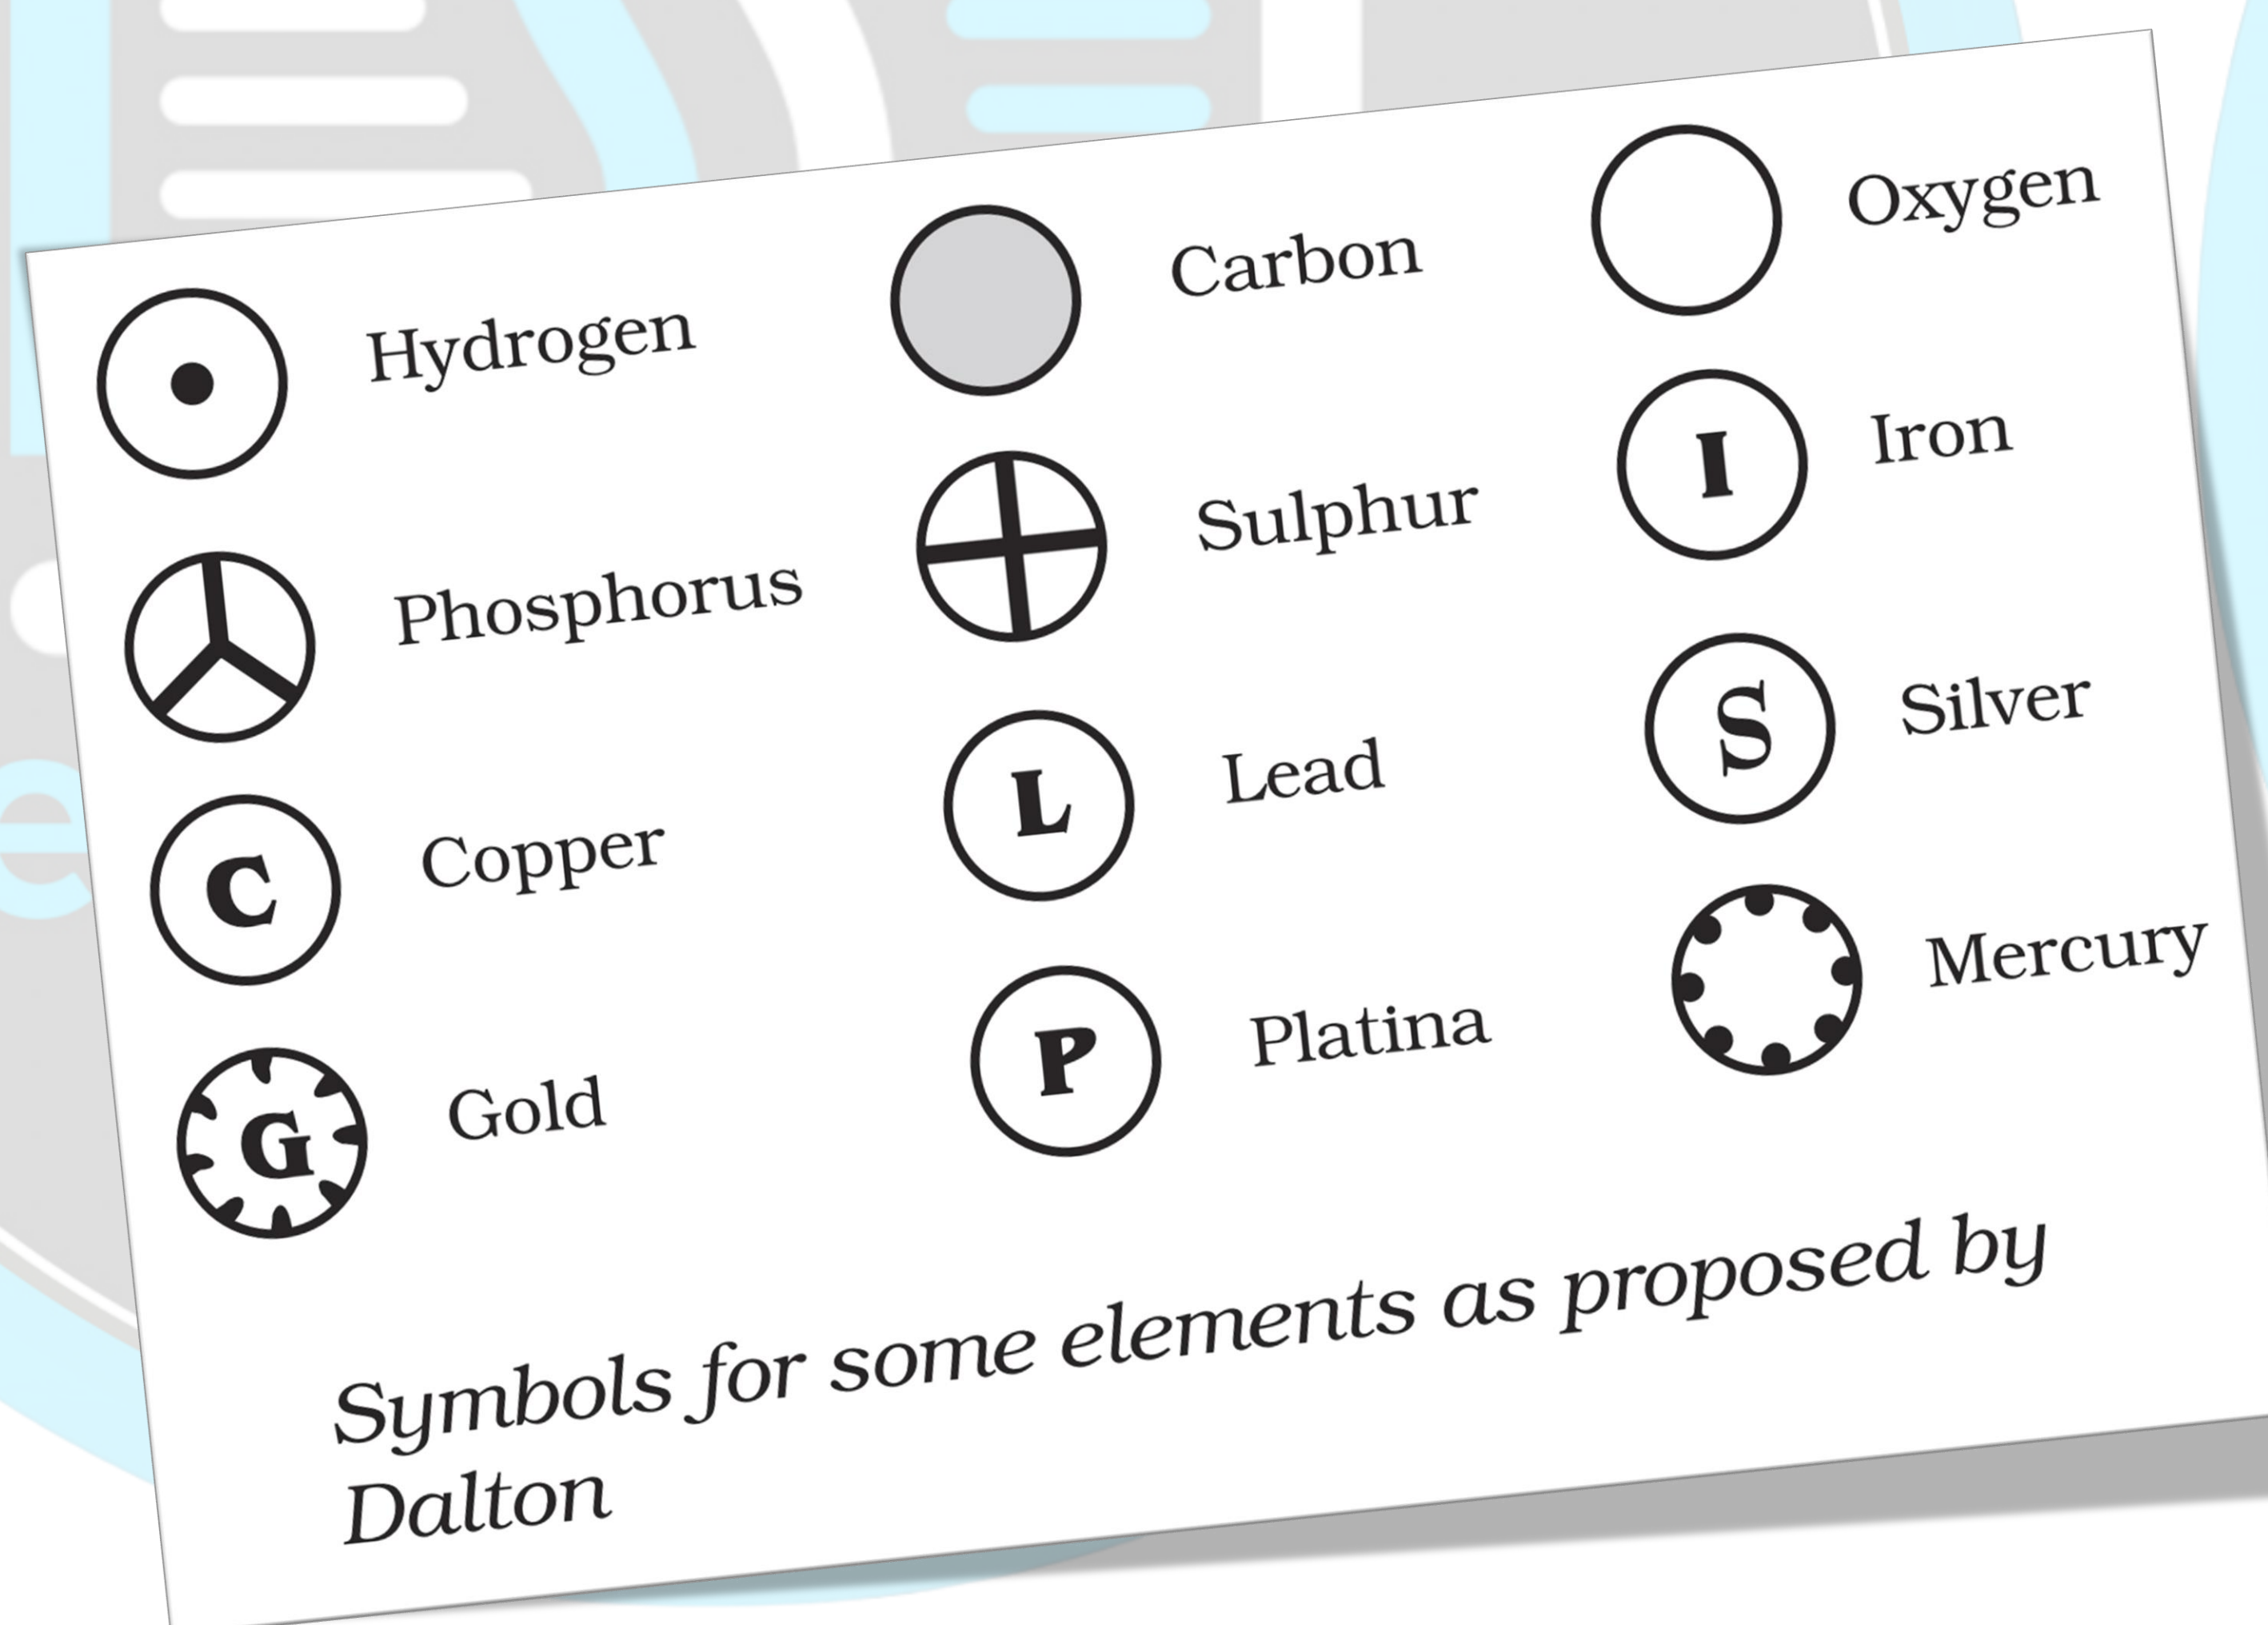 Hydrogen Carbon Oxygen
Phosphorus Sulphur I Iron
C Copper L Lead S Silver
G Gold P Platina Mercury
Symbols for some elements as proposed by
Dalton
e